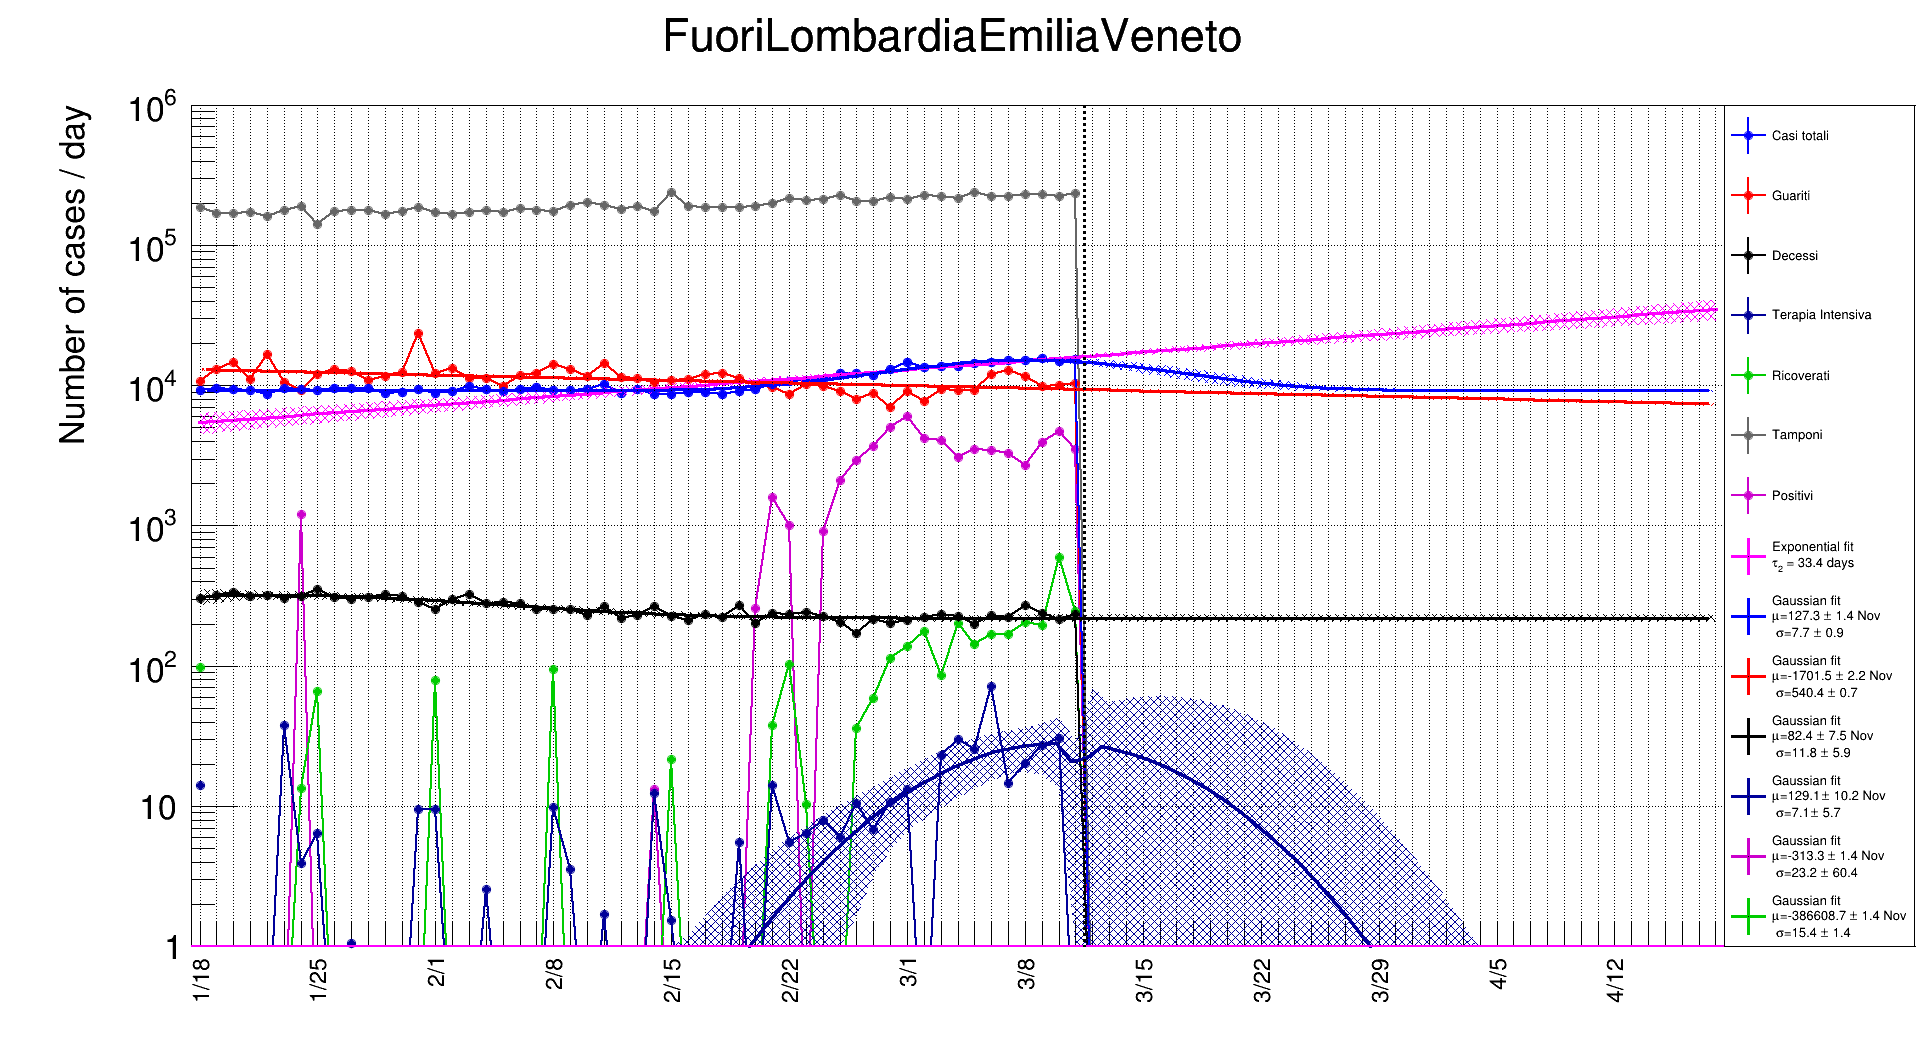 FuoriLombardiaEmiliaVeneto
Number of cases / day
10^6
10^5
10^4
10^3
10^2
10
1
1/18
1/25
2/1
2/8
2/15
2/22
3/1
3/8
3/15
3/22
3/29
4/5
4/12
Casi totali
Guariti
Decessi
Terapia Intensiva
Ricoverati
Tamponi
Positivi
Exponential fit
τ₂ = 33.4 days
Gaussian fit
μ=127.3 ± 1.4 Nov
σ=7.7 ± 0.9
Gaussian fit
μ=-1701.5 ± 2.2 Nov
σ=540.4 ± 0.7
Gaussian fit
μ=82.4 ± 7.5 Nov
σ=11.8 ± 5.9
Gaussian fit
μ=129.1 ± 10.2 Nov
σ=7.1 ± 5.7
Gaussian fit
μ=-313.3 ± 1.4 Nov
σ=23.2 ± 60.4
Gaussian fit
μ=-386608.7 ± 1.4 Nov
σ=15.4 ± 1.4